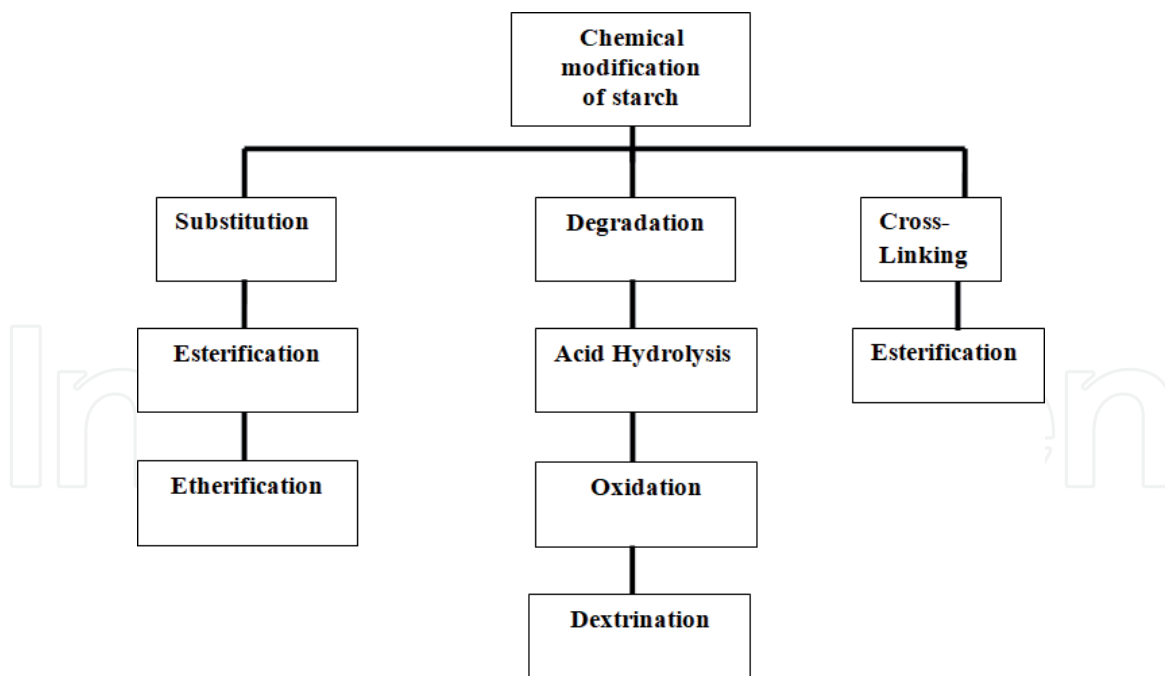 Chemical
modification
of starch
Substitution
Degradation
Cross-
Linking
Esterification
Acid Hydrolysis
Esterification
Etherification
Oxidation
Dextrination